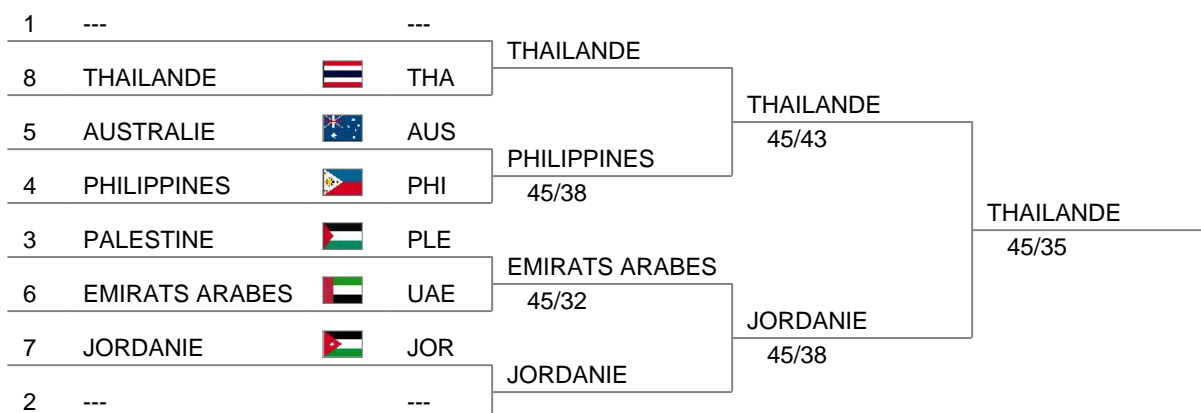 1 --- ---
THAILANDE
8 THAILANDE THA
THAILANDE
5 AUSTRALIE AUS
45/43
PHILIPPINES
4 PHILIPPINES PHI
45/38
THAILANDE
3 PALESTINE PLE
45/35
EMIRATS ARABES
6 EMIRATS ARABES UAE
45/32
JORDANIE
7 JORDANIE JOR
45/38
JORDANIE
2 --- ---